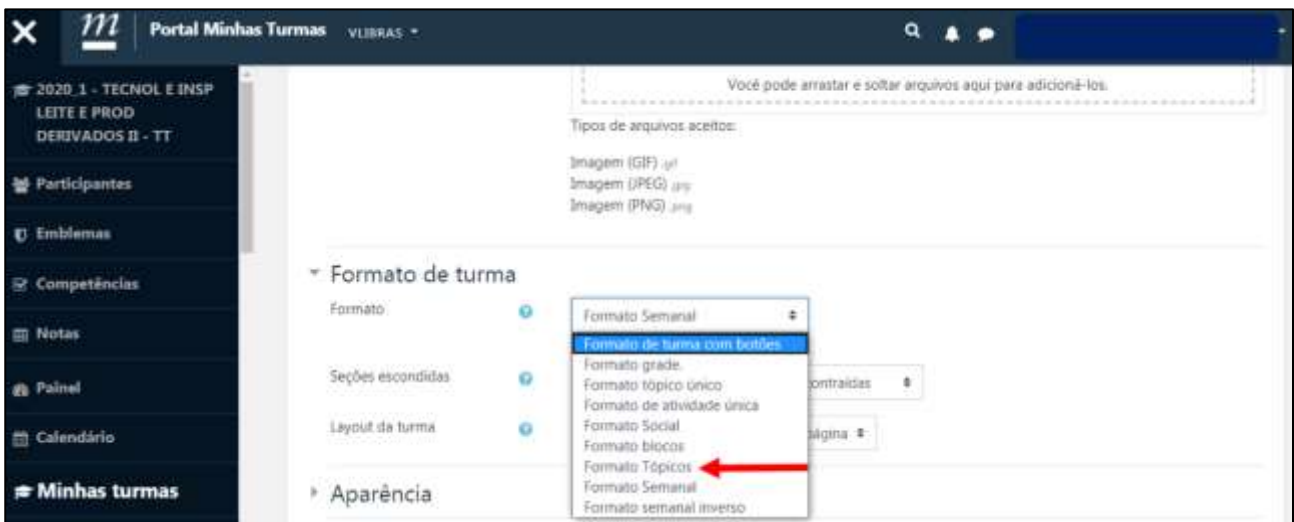 m Portal Minhas Turmas VLIBRAS
2020_1 - TECNOL E INSP
LEITE E PROD
DERIVADOS II - TT
Participantes
Emblemas
Competências
Notas
Painel
Calendário
Minhas turmas
Você pode arrastar e soltar arquivos aqui para adicioná-los.
Tipos de arquivos aceitos:
Imagem (GIF) .gif
Imagem (JPEG)
Imagem (PNG) .png
Formato de turma
Formato
Formato Semanal
Formato de turma com botões
Formato grade.
Formato tópico único
Formato de atividade única
Formato Social
Formato blocos
Formato Tópicos
Formato Semanal
Formato semanal inverso
Seções escondidas
ontraídas
Layout da turma
página
Aparência